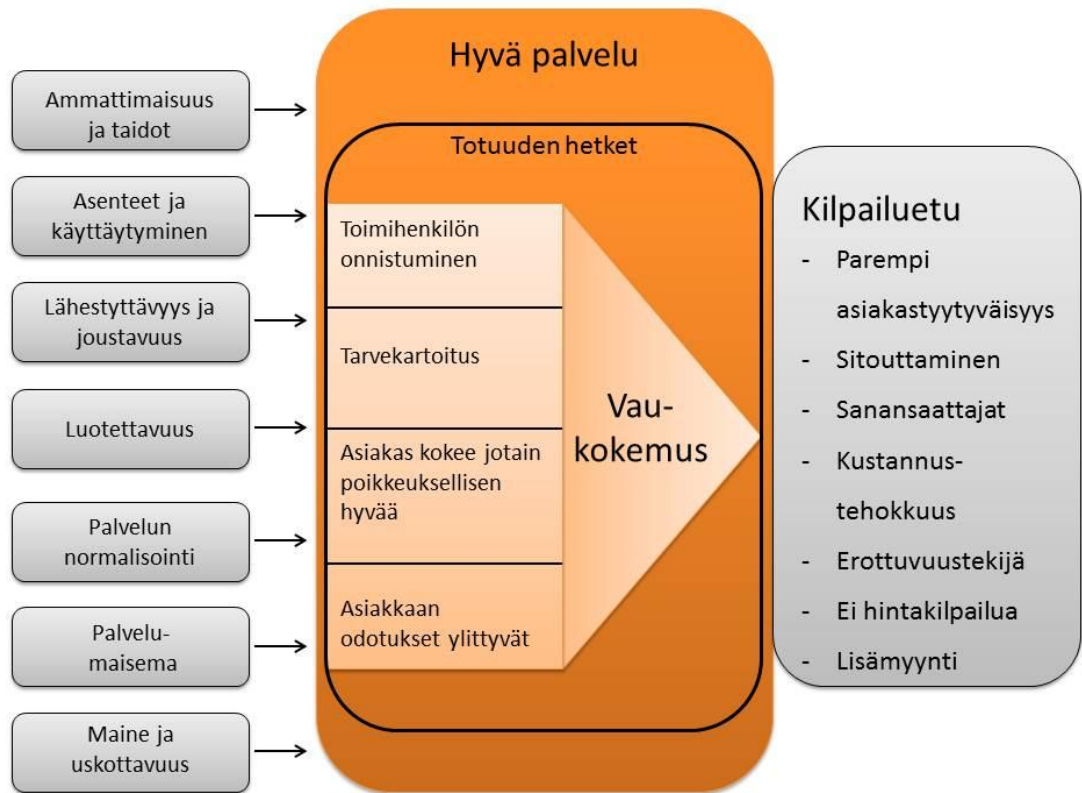 Ammattimaisuus
ja taidot
Asenteet ja
käyttäytyminen
Lähestyttävyys ja
joustavuus
Luotettavuus
Palvelun
normalisointi
Palvelu-
maisema
Maine ja
uskottavuus
Hyvä palvelu
Totuuden hetket
Toimihenkilön
onnistuminen
Tarvekartoitus
Asiakas kokee jotain
poikkeuksellisen
hyvää
Asiakkaan
odotukset ylittyvät
Vau-
kokemus
Kilpailuetu
- Parempi
asiakastyytyväisyys
- Sitouttaminen
- Sanansaattajat
- Kustannus-
tehokkuus
- Erottuvuustekijä
- Ei hintakilpailua
- Lisämyynti